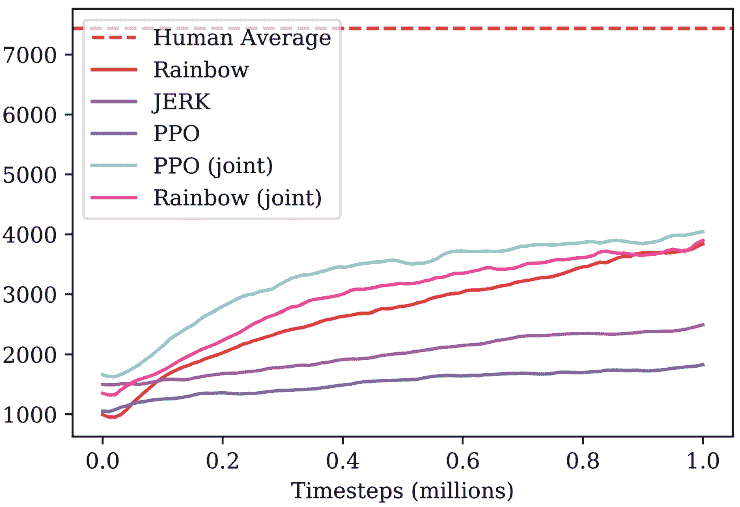 Human Average
Rainbow
JERK
PPO
PPO (joint)
Rainbow (joint)
7000
6000
5000
4000
3000
2000
1000
0.0 0.2 0.4 0.6 0.8 1.0
Timesteps (millions)